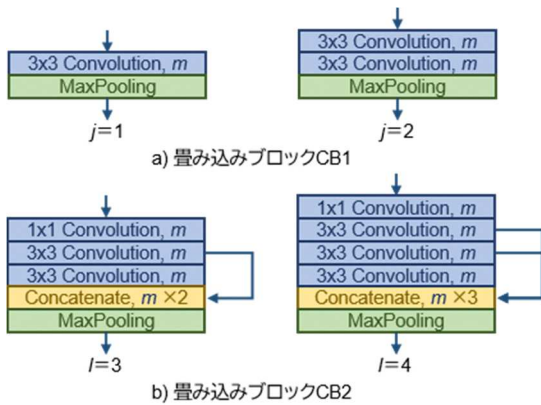 3x3 Convolution, m
MaxPooling
j=1
3x3 Convolution, m
3x3 Convolution, m
MaxPooling
j=2
a) 畳み込みブロックCB1
1x1 Convolution, m
3x3 Convolution, m
3x3 Convolution, m
Concatenate, m ×2
MaxPooling
l=3
1x1 Convolution, m
3x3 Convolution, m
3x3 Convolution, m
3x3 Convolution, m
Concatenate, m ×3
MaxPooling
l=4
b) 畳み込みブロックCB2